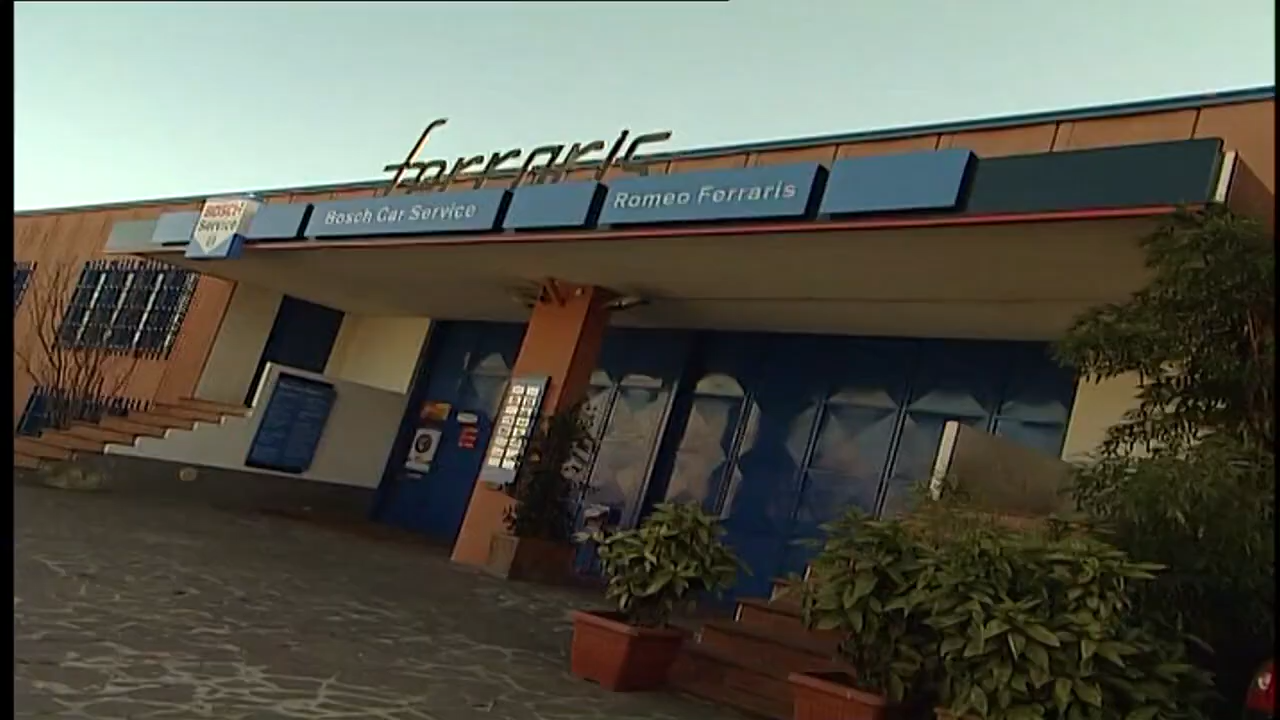 ferraris
BOSCH
Service
Bosch Car Service
Romeo Ferraris